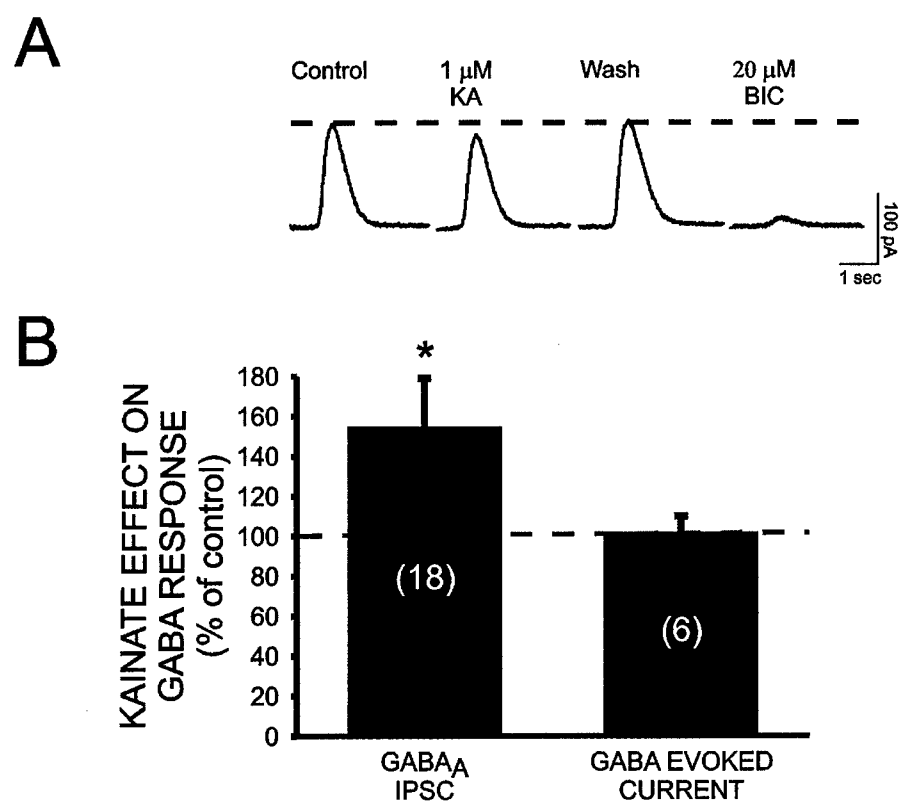 A
Control
1 μM
KA
Wash
20 μM
BIC
100 pA
1 sec
B
KAINATE EFFECT ON
GABA RESPONSE
(% of control)
180
160
140
120
100
80
60
40
20
0
*
(18)
(6)
GABAA
IPSC
GABA EVOKED
CURRENT